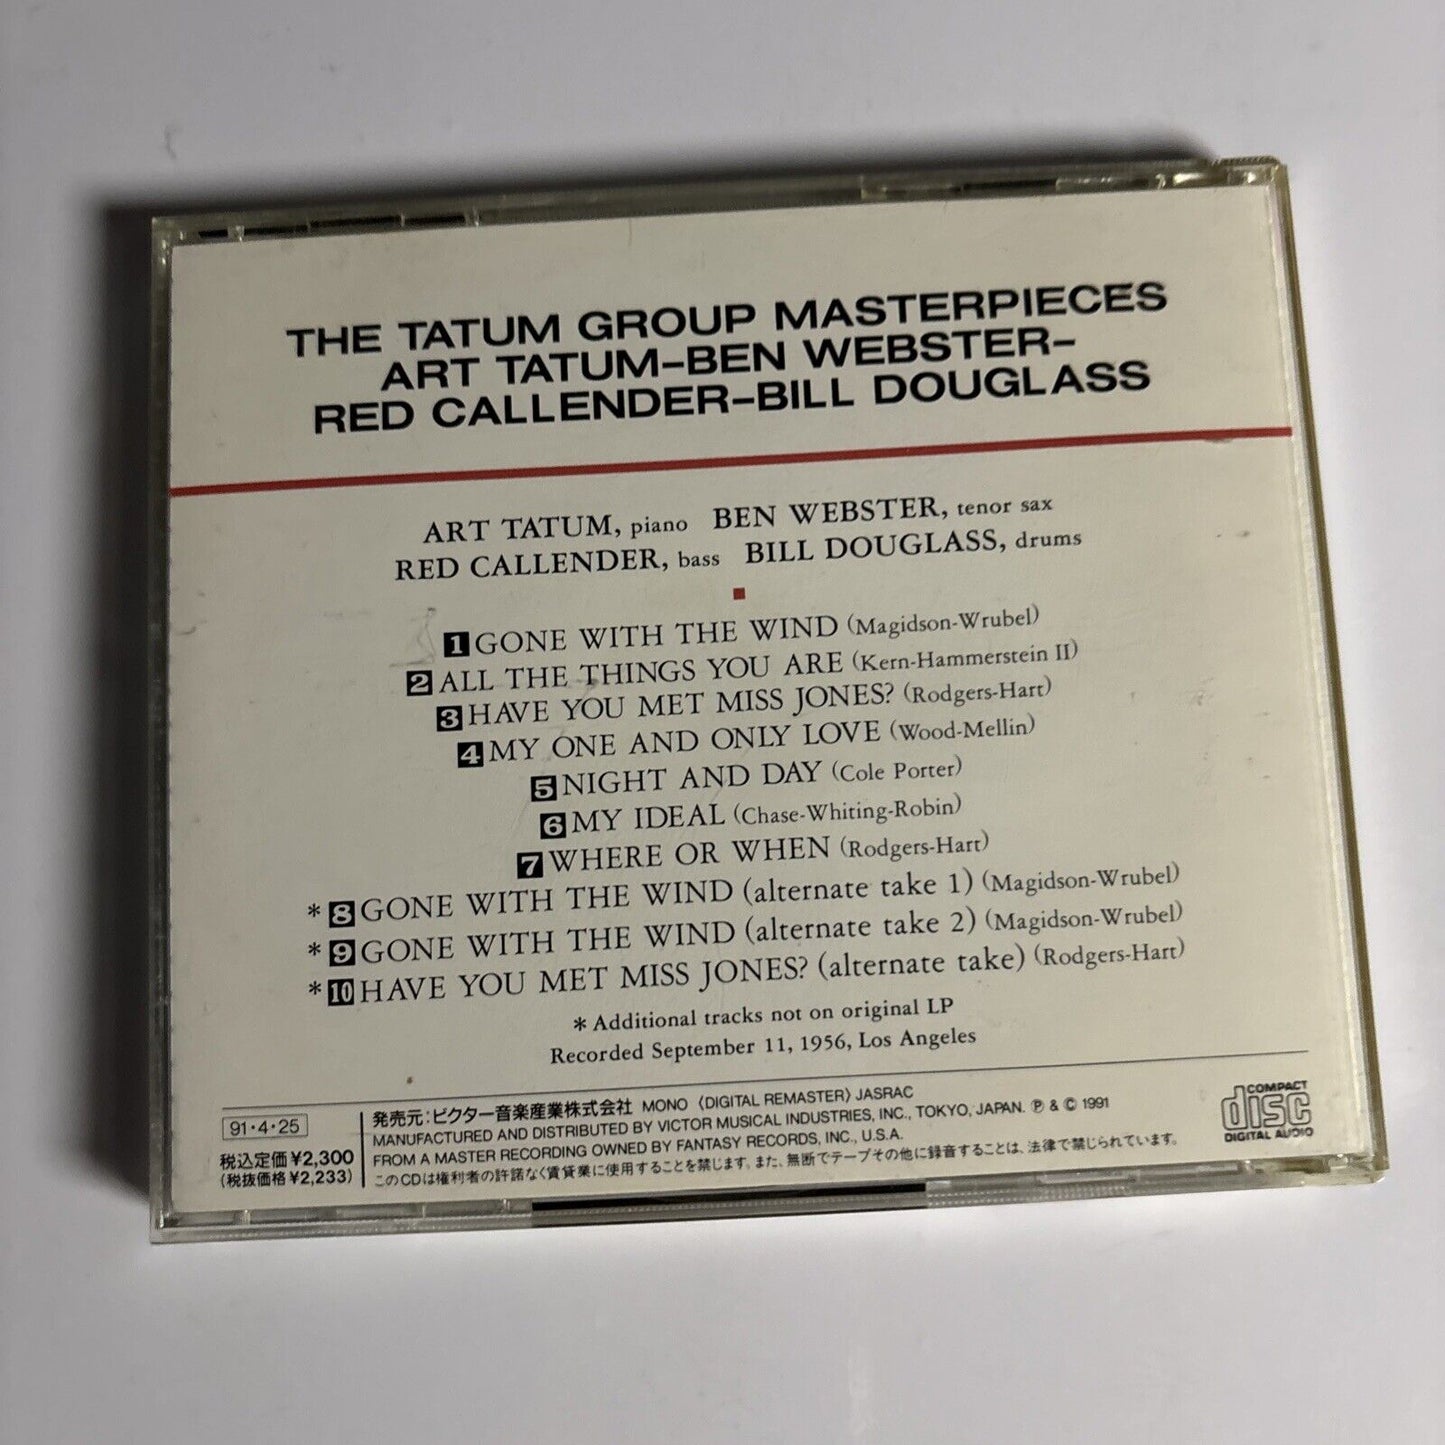 THE TATUM GROUP MASTERPIECES
ART TATUM–BEN WEBSTER–
RED CALLENDER–BILL DOUGLASS
ART TATUM, piano BEN WEBSTER, tenor sax
RED CALLENDER, bass BILL DOUGLASS, drums
1 GONE WITH THE WIND (Magidson-Wrubel)
2 ALL THE THINGS YOU ARE (Kern-Hammerstein II)
3 HAVE YOU MET MISS JONES? (Rodgers-Hart)
4 MY ONE AND ONLY LOVE (Wood-Mellin)
5 NIGHT AND DAY (Cole Porter)
6 MY IDEAL (Chase-Whiting-Robin)
7 WHERE OR WHEN (Rodgers-Hart)
* 8 GONE WITH THE WIND (alternate take 1) (Magidson-Wrubel)
* 9 GONE WITH THE WIND (alternate take 2) (Magidson-Wrubel)
* 10 HAVE YOU MET MISS JONES? (alternate take) (Rodgers-Hart)
* Additional tracks not on original LP
Recorded September 11, 1956, Los Angeles
91・4・25
税込定価¥2,300
(税抜価格¥2,233)
発売元:ビクター音楽産業株式会社 MONO 〈DIGITAL REMASTER〉 JASRAC
MANUFACTURED AND DISTRIBUTED BY VICTOR MUSICAL INDUSTRIES, INC., TOKYO, JAPAN. ℗ & © 1991
FROM A MASTER RECORDING OWNED BY FANTASY RECORDS, INC., U.S.A.
このCDは権利者の許諾なく賃貸業に使用することを禁じます。また、無断でテープその他に録音することは、法律で禁じられています。
COMPACT
disc
DIGITAL AUDIO